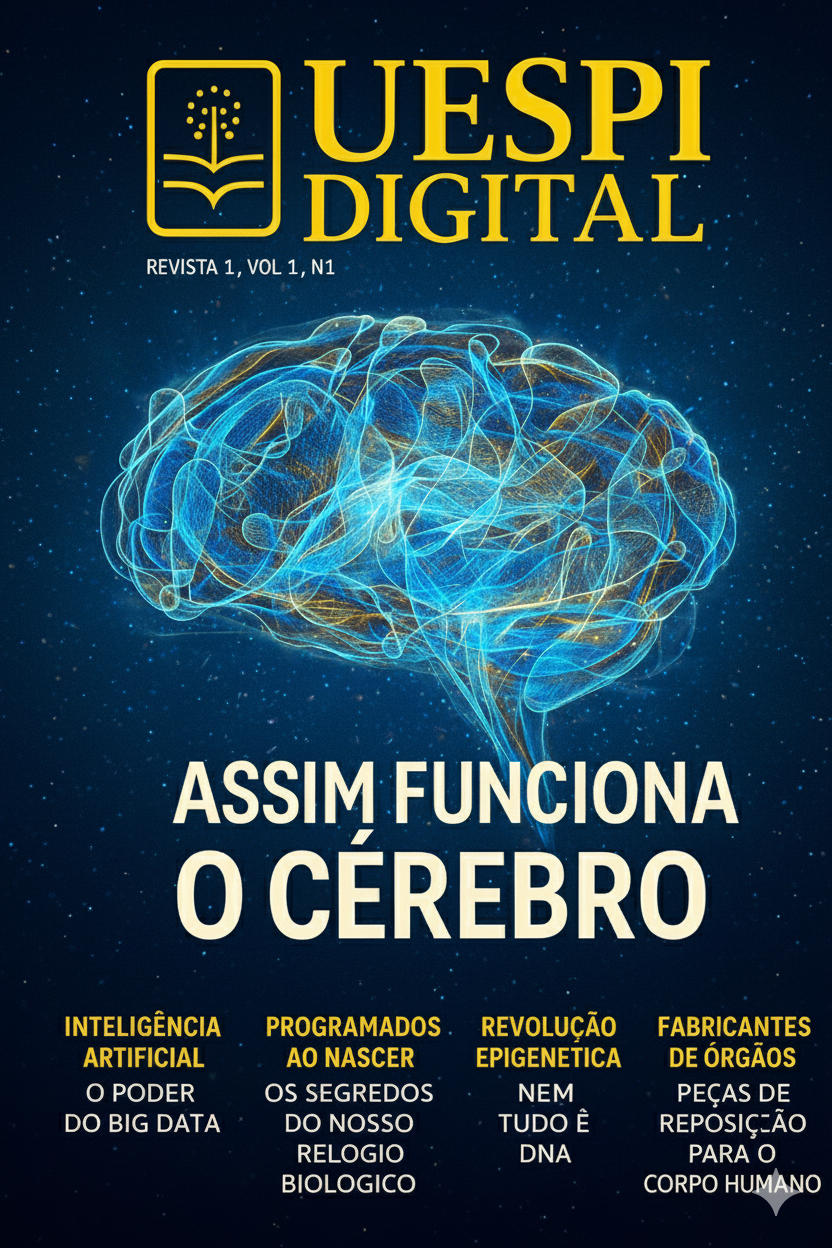 UESPI
DIGITAL
REVISTA 1, VOL 1, N1
ASSIM FUNCIONA
O CÉREBRO
INTELIGÊNCIA
ARTIFICIAL
O PODER
DO BIG DATA
PROGRAMADOS
AO NASCER
OS SEGREDOS
DO NOSSO
RELOGIO
BIOLOGICO
REVOLUÇÃO
EPIGENETICA
NEM
TUDO Ê
DNA
FABRICANTES
DE ÓRGÃOS
PEÇAS DE
PARA O
CORPO HUMANO